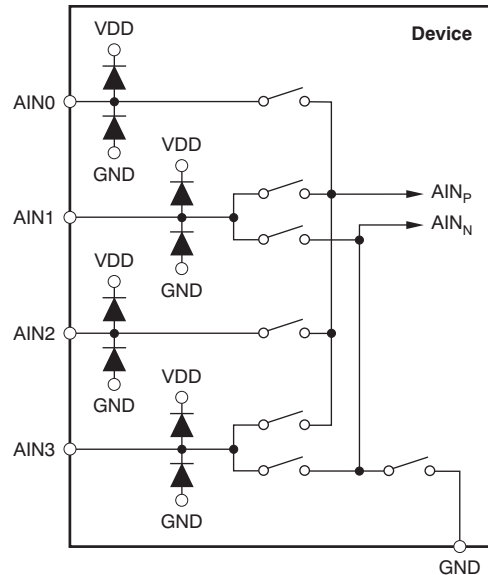 Device
VDD
AIN0
GND
VDD
AINP
AIN1
AINN
GND
VDD
AIN2
GND
VDD
AIN3
GND
GND